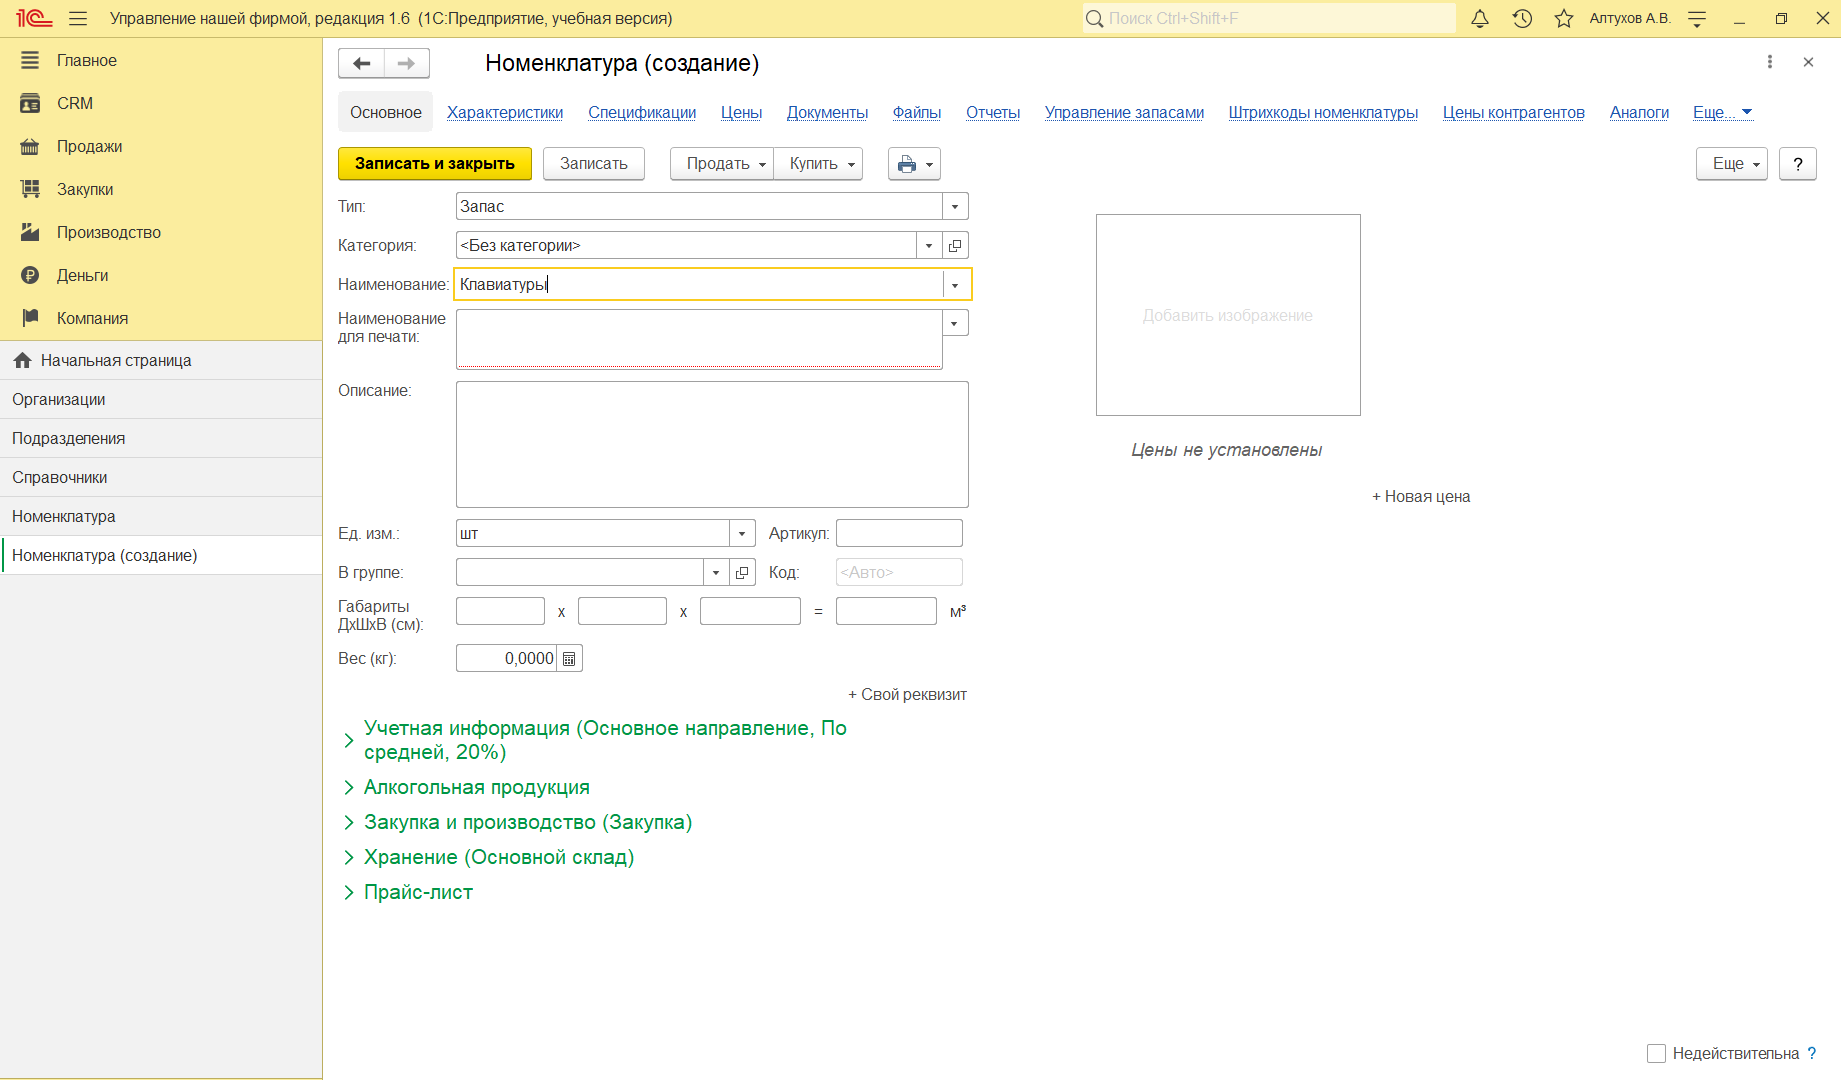 1С Управление нашей фирмой, редакция 1.6 (1С:Предприятие, учебная версия) Поиск Ctrl+Shift+F Алтухов А.В.
Главное
CRM
Продажи
Закупки
Производство
Деньги
Компания
Начальная страница
Организации
Подразделения
Справочники
Номенклатура
Номенклатура (создание)
Номенклатура (создание)
Основное Характеристики Спецификации Цены Документы Файлы Отчеты Управление запасами Штрихкоды номенклатуры Цены контрагентов Аналоги Еще...
Записать и закрыть Записать Продать Купить Еще ?
Тип: Запас
Категория: <Без категории>
Наименование: Клавиатуры
Наименование
для печати:
Описание:
Ед. изм.: шт Артикул:
В группе: Код: <Авто>
Габариты
ДхШхВ (см): х х = м³
Вес (кг): 0,0000
+ Свой реквизит
Учетная информация (Основное направление, По
средней, 20%)
Алкогольная продукция
Закупка и производство (Закупка)
Хранение (Основной склад)
Прайс-лист
Добавить изображение
Цены не установлены
+ Новая цена
Недействительна ?